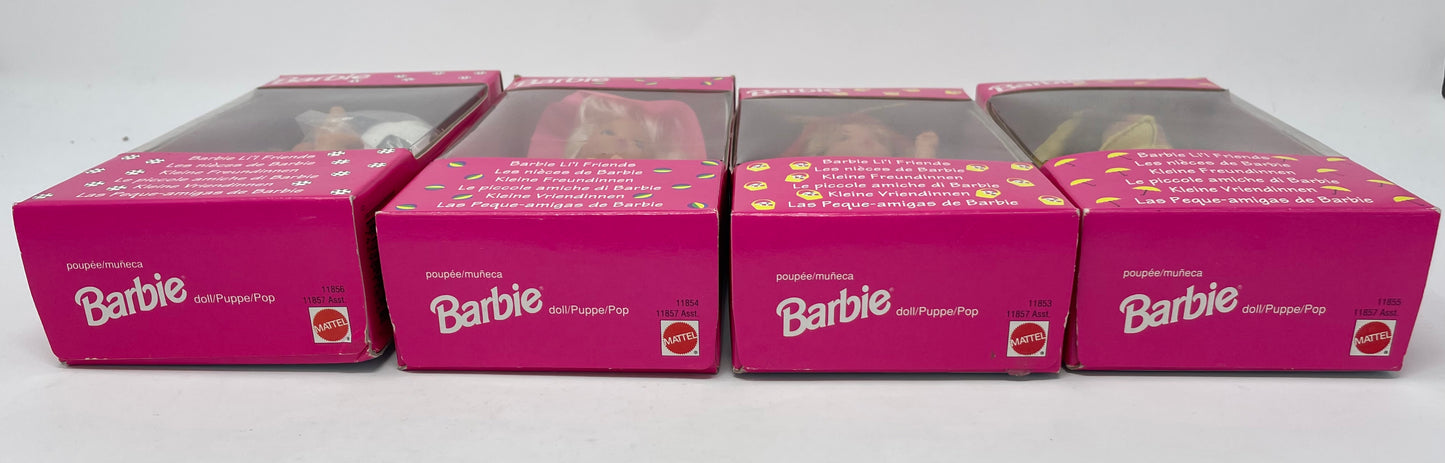 Barbie
Barbie Li'l Friends
Les nièces de Barbie
Kleine Freundinnen
Le piccole amiche di Barbie
Kleine Vriendinnen
Las Peque-amigas de Barbie
poupée/muñeca
Barbie
doll/Puppe/Pop
11856
11857 Asst.
MATTEL
Barbie
Barbie Li'l Friends
Les nièces de Barbie
Kleine Freundinnen
Le piccole amiche di Barbie
Kleine Vriendinnen
Las Peque-amigas de Barbie
poupée/muñeca
Barbie
doll/Puppe/Pop
11854
11857 Asst.
MATTEL
Barbie
Barbie Li'l Friends
Les nièces de Barbie
Kleine Freundinnen
Le piccole amiche di Barbie
Kleine Vriendinnen
Las Peque-amigas de Barbie
poupée/muñeca
Barbie
doll/Puppe/Pop
11853
11857 Asst.
MATTEL
Barbie
Barbie Li'l Friends
Les nièces de Barbie
Kleine Freundinnen
Le piccole amiche di Barbie
Kleine Vriendinnen
Las Peque-amigas de Barbie
poupée/muñeca
Barbie
doll/Puppe/Pop
11855
11857 Asst.
MATTEL